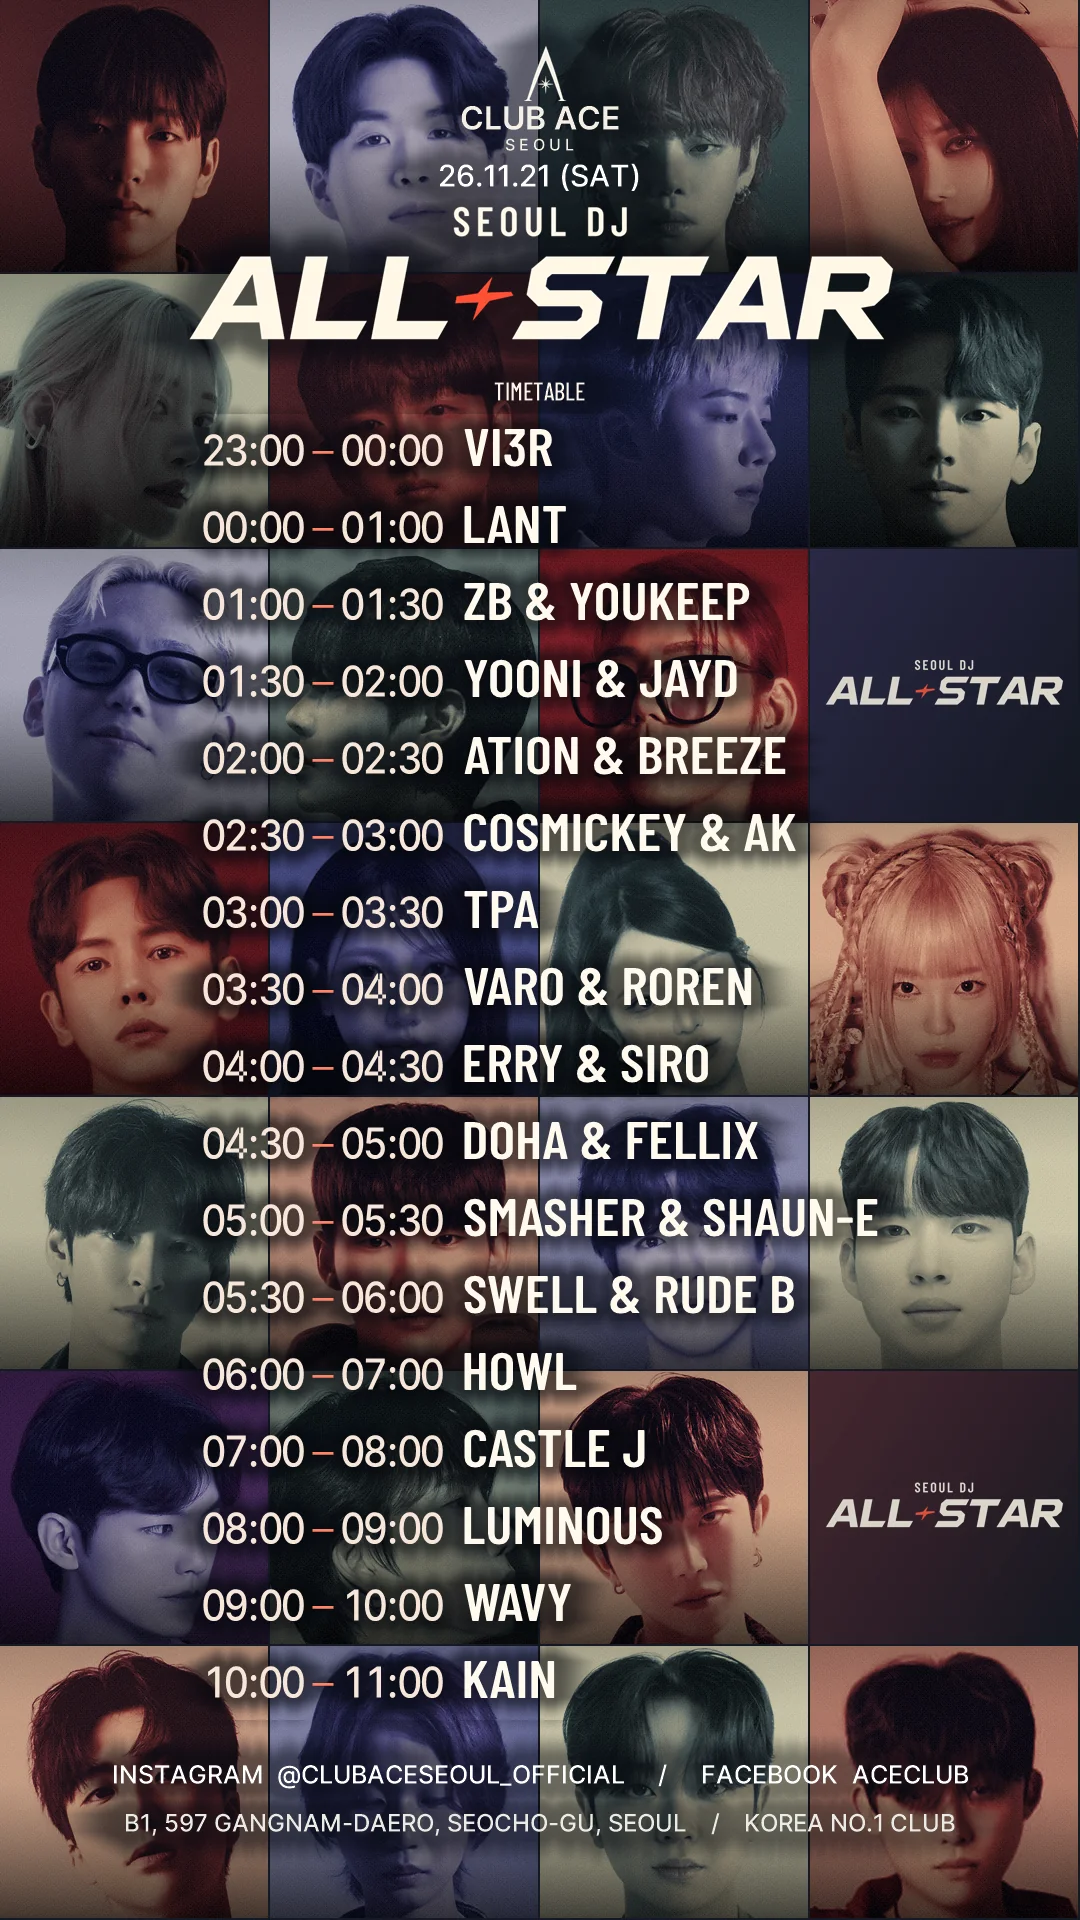 CLUB ACE
SEOUL
26.11.21 (SAT)
SEOUL DJ
ALL STAR
TIMETABLE
23:00 – 00:00 VI3R
00:00 – 01:00 LANT
01:00 – 01:30 ZB & YOUKEEP
01:30 – 02:00 YOONI & JAYD
SEOUL DJ
ALL STAR
02:00 – 02:30 ATION & BREEZE
02:30 – 03:00 COSMICKEY & AK
03:00 – 03:30 TPA
03:30 – 04:00 VARO & ROREN
04:00 – 04:30 ERRY & SIRO
04:30 – 05:00 DOHA & FELLIX
05:00 – 05:30 SMASHER & SHAUN-E
05:30 – 06:00 SWELL & RUDE B
06:00 – 07:00 HOWL
07:00 – 08:00 CASTLE J
SEOUL DJ
ALL STAR
08:00 – 09:00 LUMINOUS
09:00 – 10:00 WAVY
10:00 – 11:00 KAIN
INSTAGRAM @CLUBACESEOUL_OFFICIAL / FACEBOOK ACECLUB
B1, 597 GANGNAM-DAERO, SEOCHO-GU, SEOUL / KOREA NO.1 CLUB